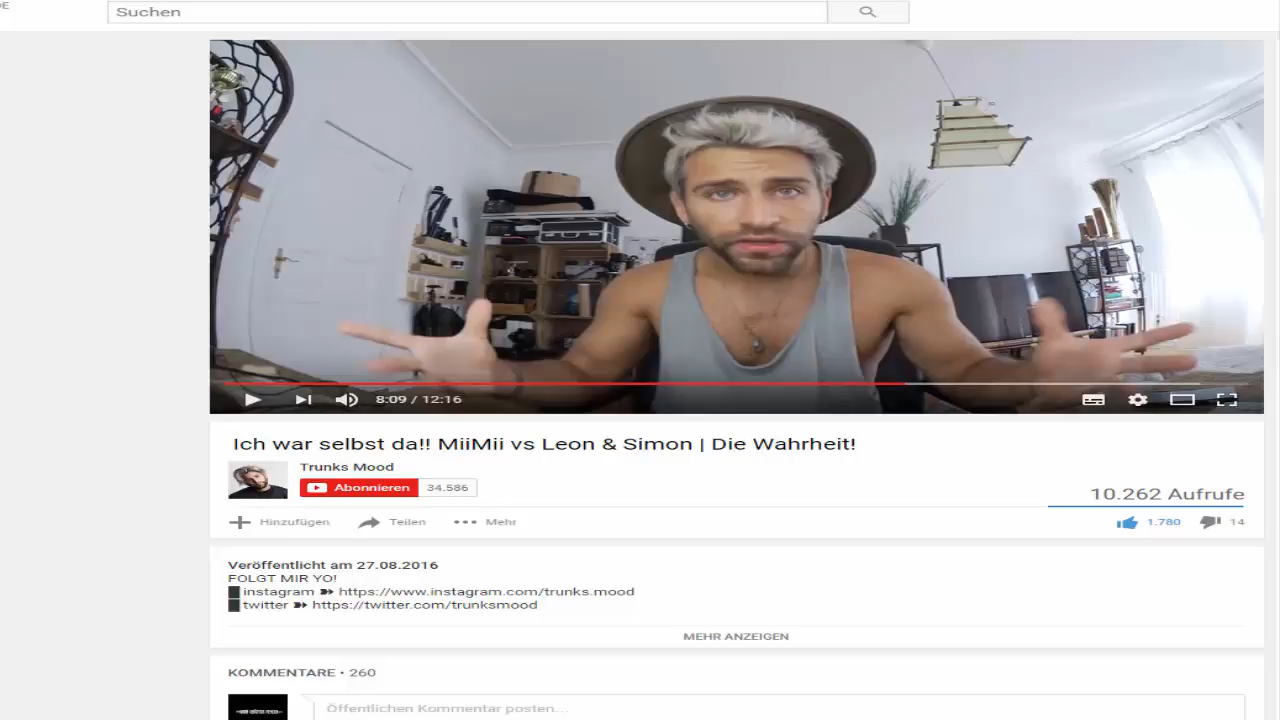 DE
Suchen
8:09 / 12:16
Ich war selbst da!! MiiMii vs Leon & Simon | Die Wahrheit!
Trunks Mood
Abonnieren 34.586
10.262 Aufrufe
Hinzufügen Teilen Mehr 1.780 14
Veröffentlicht am 27.08.2016
FOLGT MIR YO!
instagram ➽ https://www.instagram.com/trunks.mood
twitter ➽ https://twitter.com/trunksmood
MEHR ANZEIGEN
KOMMENTARE • 260
Öffentlichen Kommentar posten...